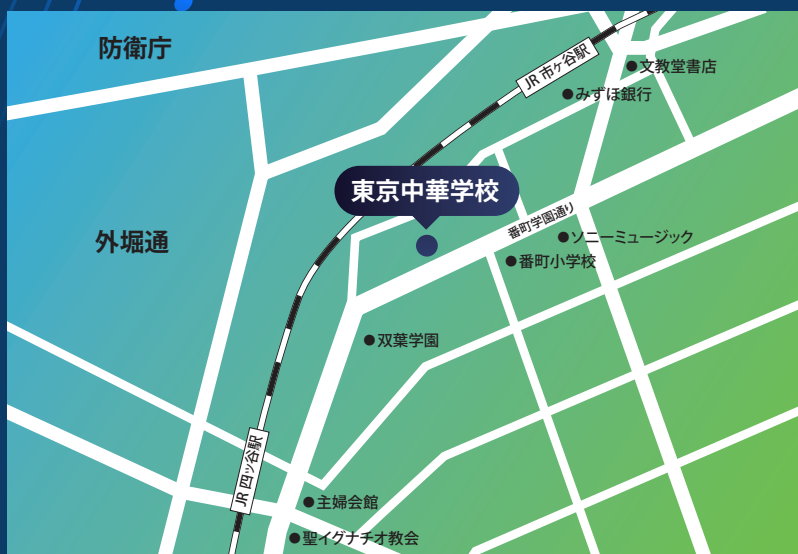 防衛庁
JR 市ヶ谷駅
文教堂書店
みずほ銀行
東京中華学校
番町学園通り
外堀通
ソニーミュージック
番町小学校
双葉学園
JR 四ッ谷駅
主婦会館
聖イグナチオ教会